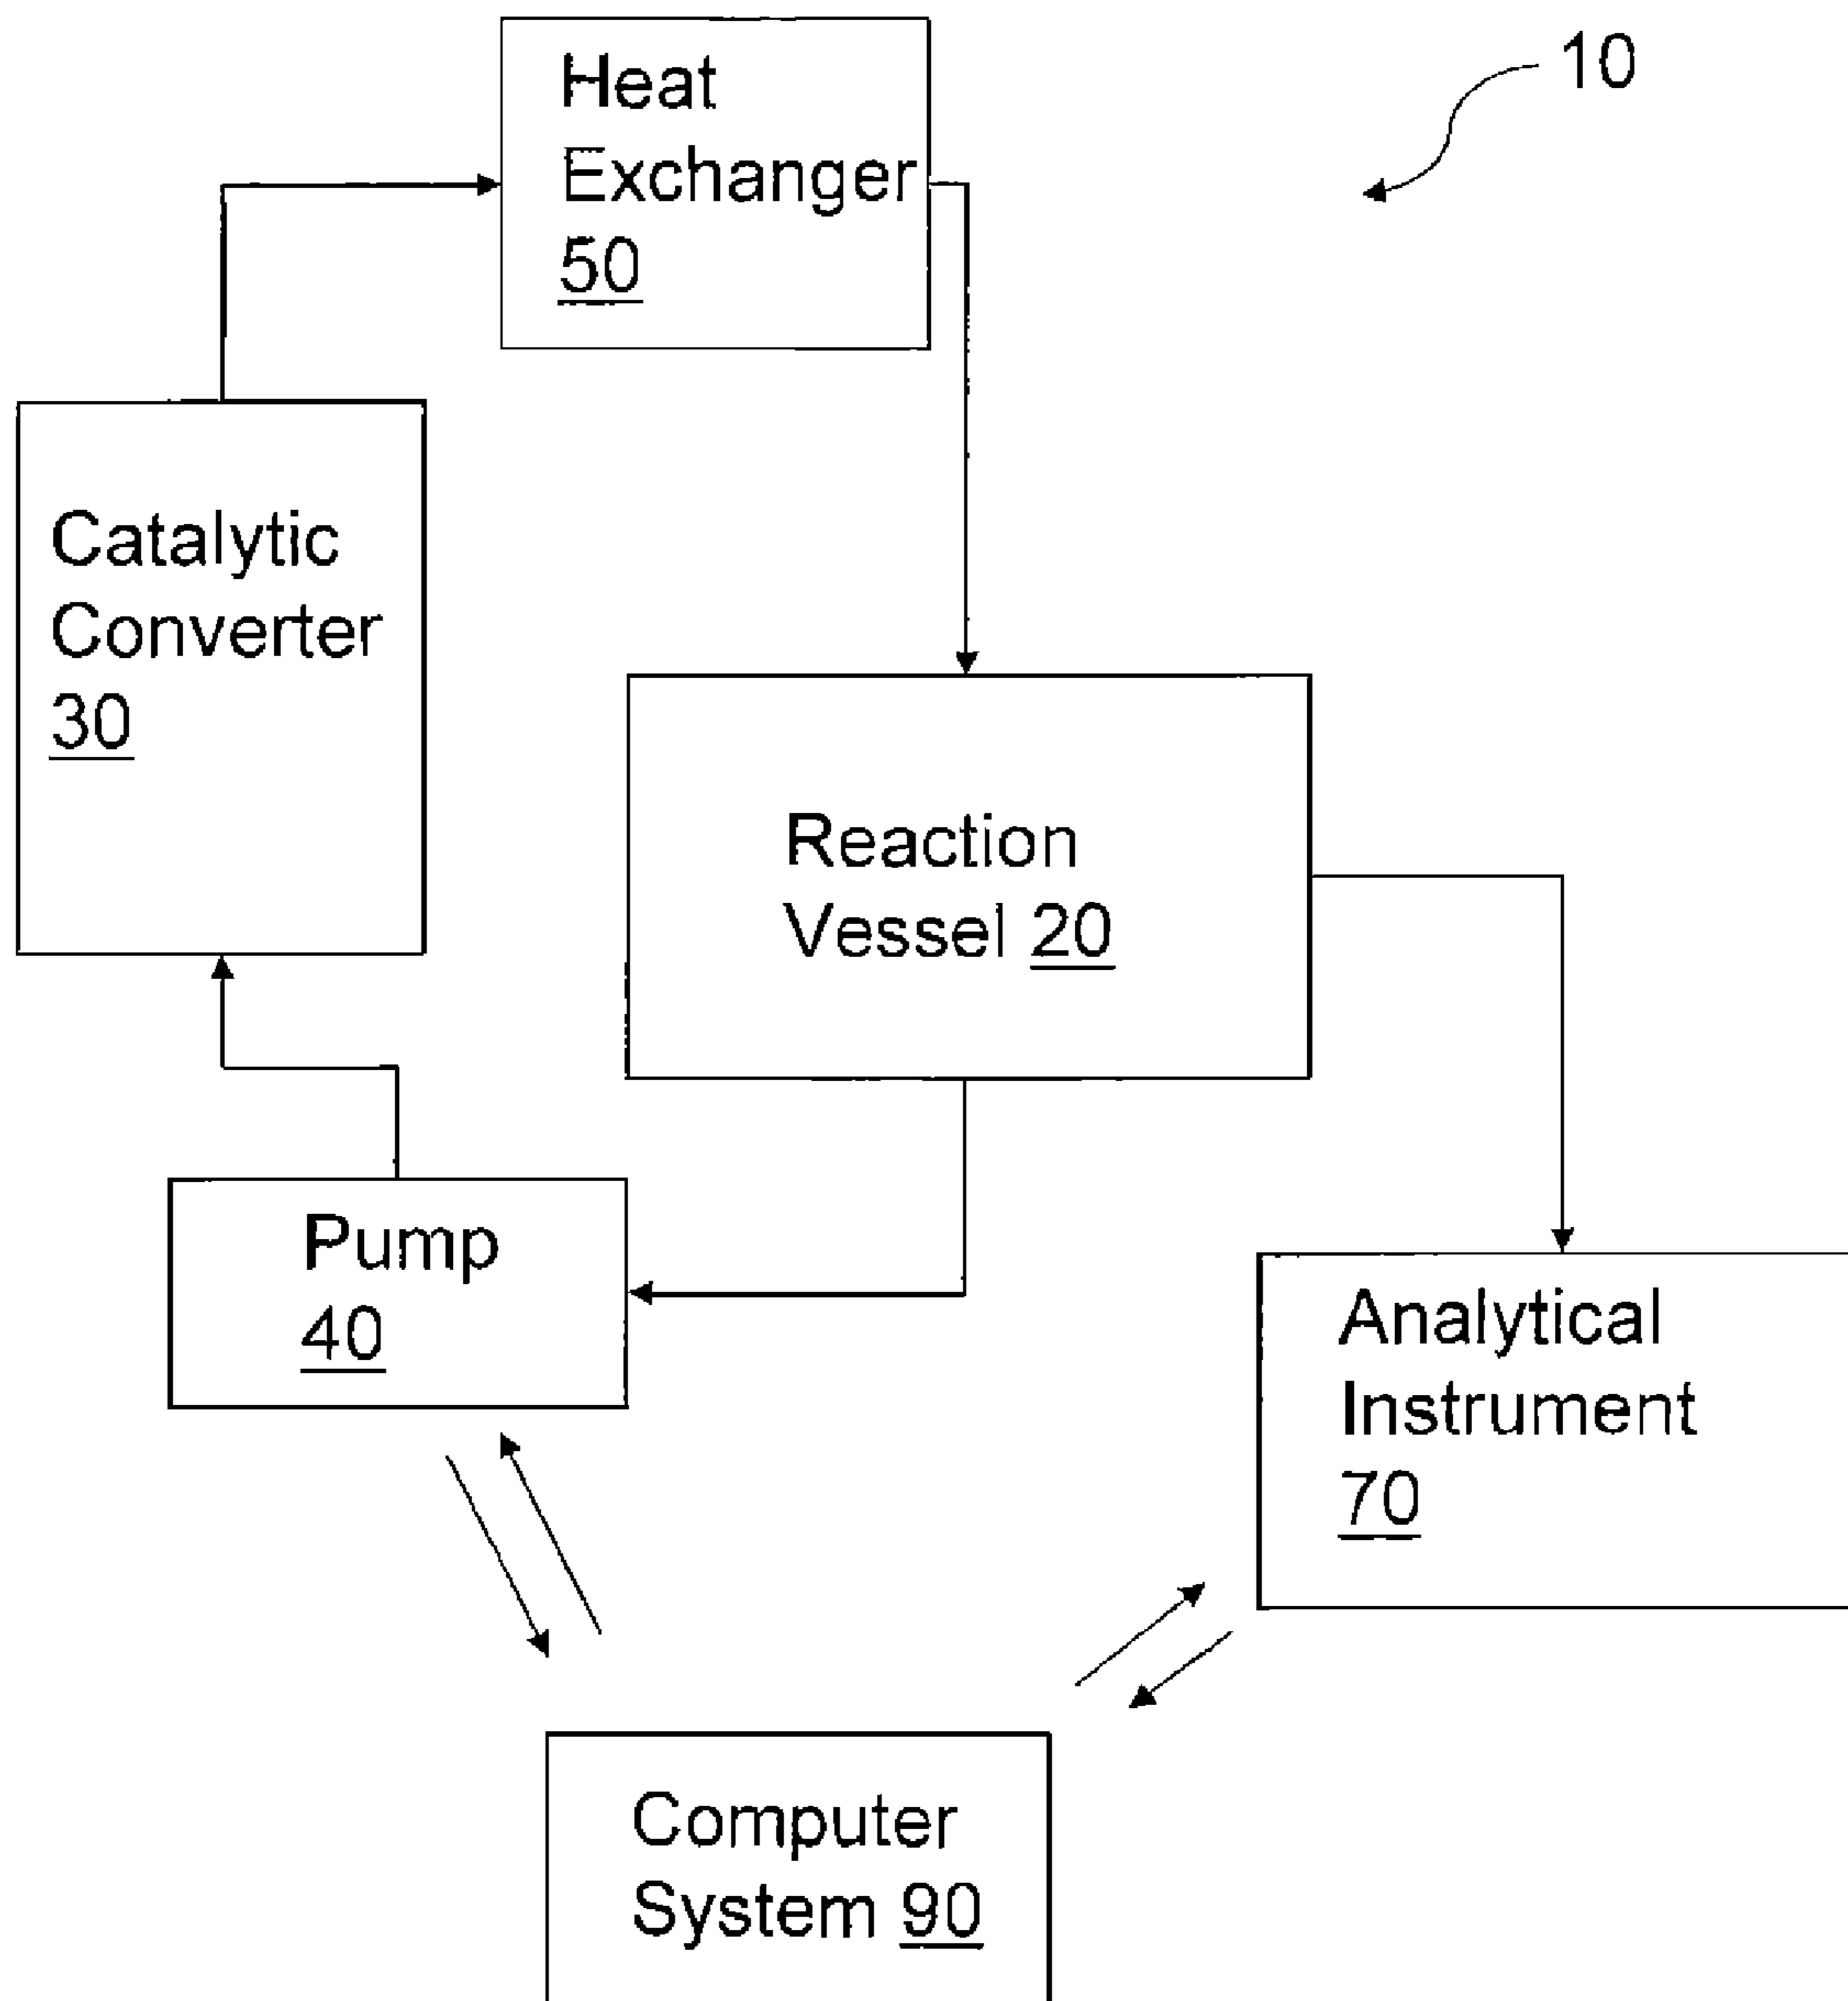 Heat
Exchanger
50
10
Catalytic
Converter
30
Reaction
Vessel 20
Pump
40
Analytical
Instrument
70
Computer
System 90